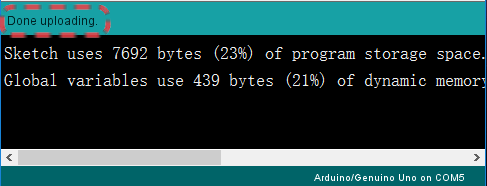 Done uploading.
Sketch uses 7692 bytes (23%) of program storage space.
Global variables use 439 bytes (21%) of dynamic memory
Arduino/Genuino Uno on COM5